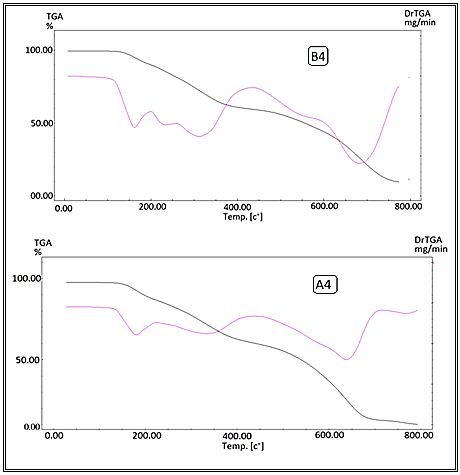 TGA
%
DrTGA
mg/min
100.00
B4
50.00
00.00
0.00 200.00 400.00 600.00 800
Temp. [c°]
TGA
%
DrTGA
mg/min
100.00
A4
50.00
0.00
0.00 200.00 400.00 600.00 800.00
Temp. [c°]